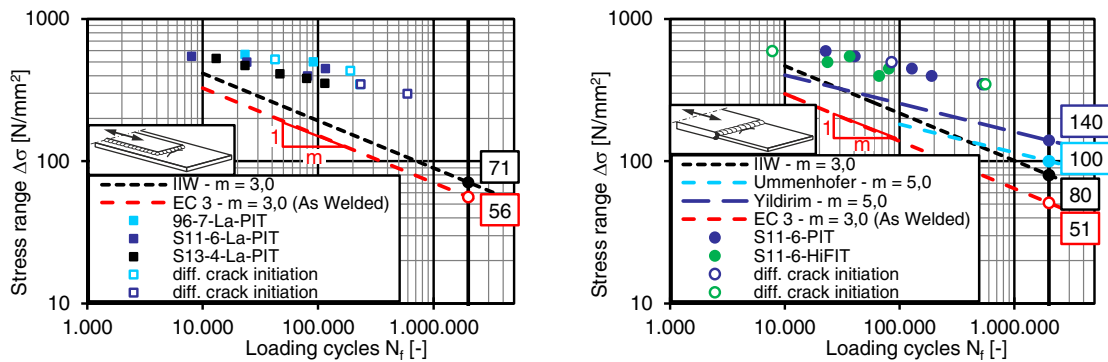 1000
100
10
Stress range Δσ [N/mm²]
1
m
71
56
IIW - m = 3,0
EC 3 - m = 3,0 (As Welded)
96-7-La-PIT
S11-6-La-PIT
S13-4-La-PIT
diff. crack initiation
diff. crack initiation
1.000
10.000
100.000
1.000.000
Loading cycles Nf [-]
1000
100
10
Stress range Δσ [N/mm²]
1
m
140
100
80
51
IIW - m = 3,0
Ummenhofer - m = 5,0
Yildirim - m = 5,0
EC 3 - m = 3,0 (As Welded)
S11-6-PIT
S11-6-HiFIT
diff. crack initiation
diff. crack initiation
1.000
10.000
100.000
1.000.000
Loading cycles Nf [-]